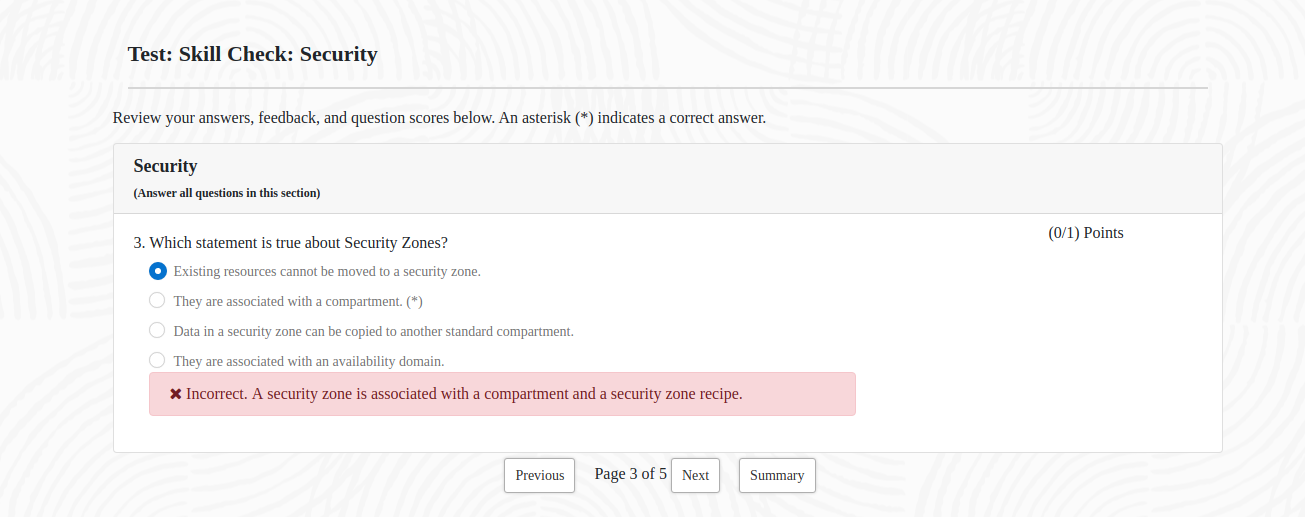 Test: Skill Check: Security
Review your answers, feedback, and question scores below. An asterisk (*) indicates a correct answer.
Security
(Answer all questions in this section)
3. Which statement is true about Security Zones?
(0/1) Points
Existing resources cannot be moved to a security zone.
They are associated with a compartment. (*)
Data in a security zone can be copied to another standard compartment.
They are associated with an availability domain.
✖ Incorrect. A security zone is associated with a compartment and a security zone recipe.
Previous Page 3 of 5 Next Summary